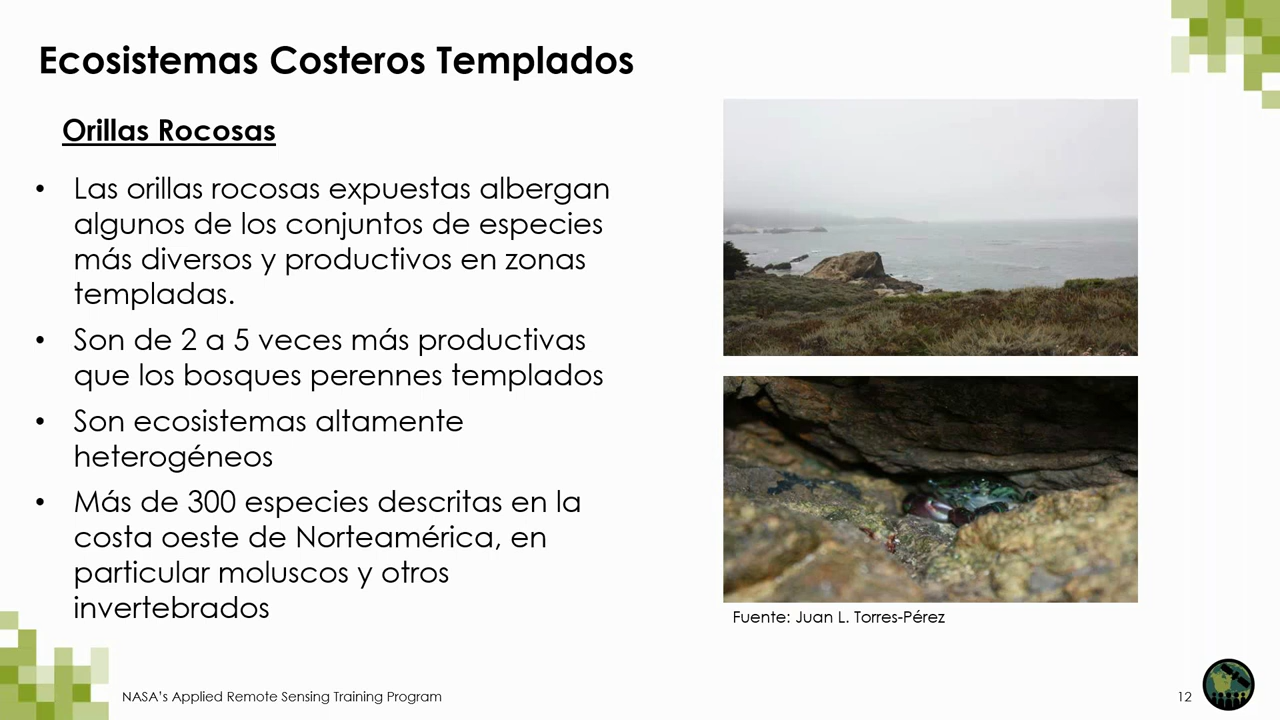 Ecosistemas Costeros Templados
Orillas Rocosas
• Las orillas rocosas expuestas albergan
algunos de los conjuntos de especies
más diversos y productivos en zonas
templadas.
• Son de 2 a 5 veces más productivas
que los bosques perennes templados
• Son ecosistemas altamente
heterogéneos
• Más de 300 especies descritas en la
costa oeste de Norteamérica, en
particular moluscos y otros
invertebrados
Fuente: Juan L. Torres-Pérez
NASA’s Applied Remote Sensing Training Program
12